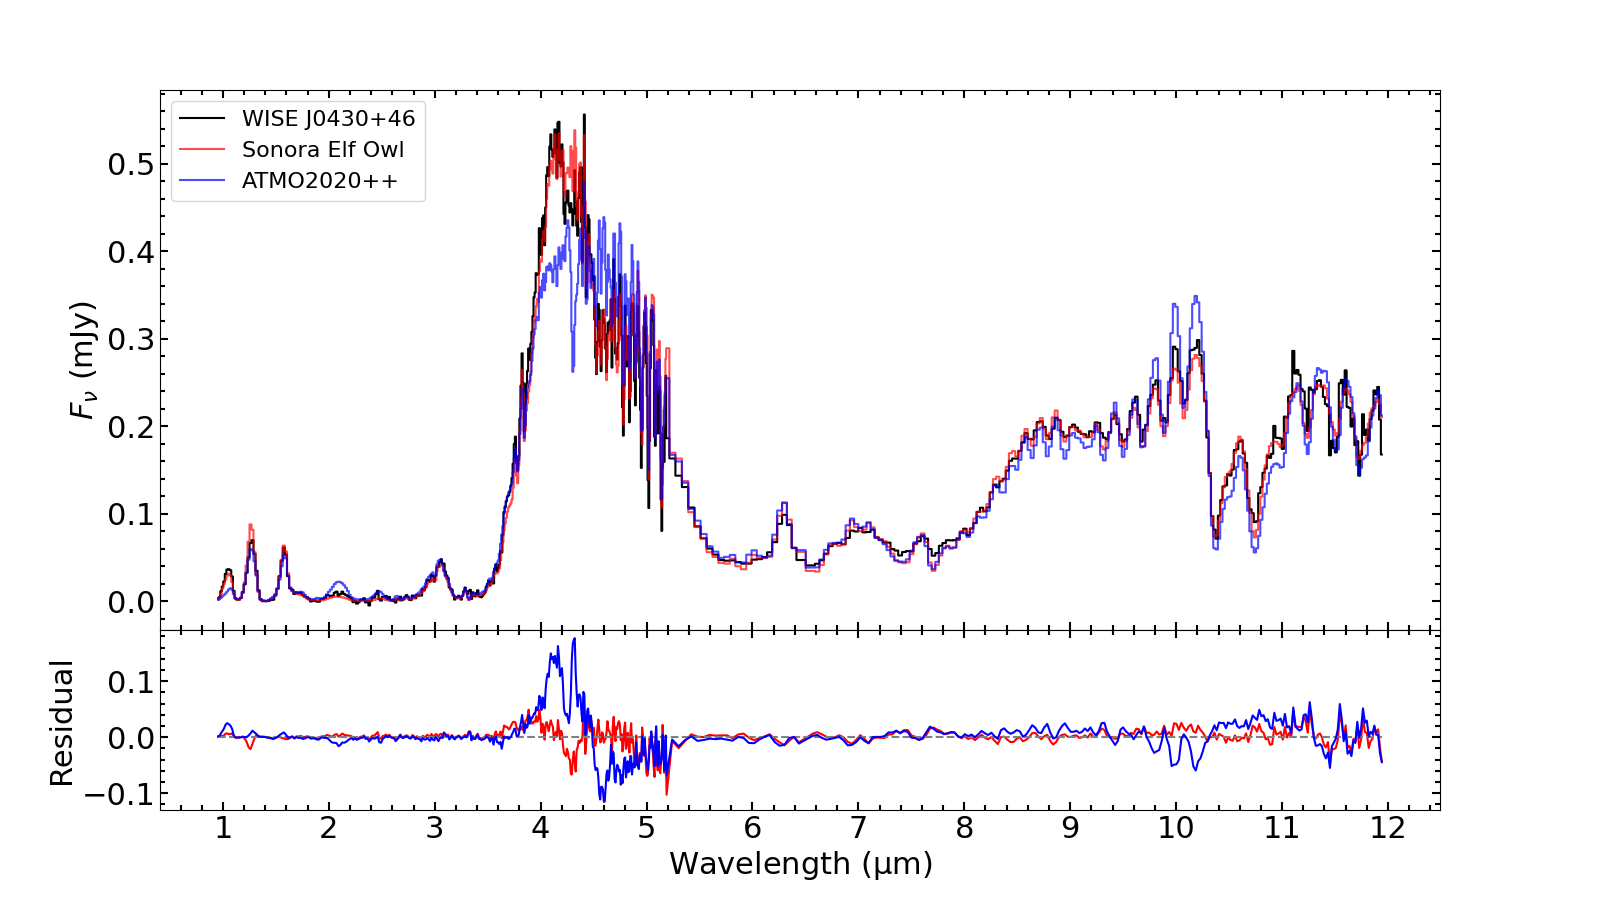 WISE J0430+46
Sonora Elf Owl
ATMO2020++
F_ν (mJy)
0.5
0.4
0.3
0.2
0.1
0.0
Residual
0.1
0.0
−0.1
1 2 3 4 5 6 7 8 9 10 11 12
Wavelength (μm)